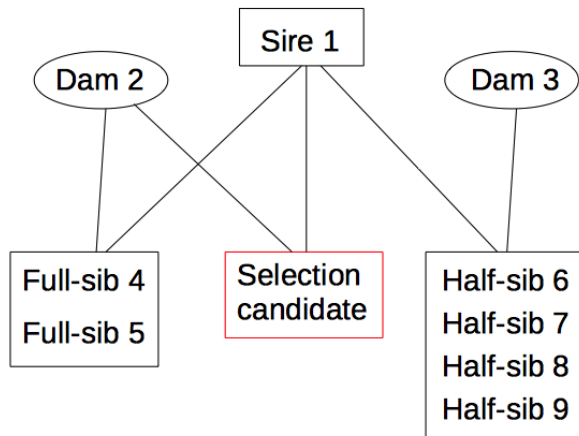 Sire 1
Dam 2
Dam 3
Full-sib 4
Full-sib 5
Selection
candidate
Half-sib 6
Half-sib 7
Half-sib 8
Half-sib 9